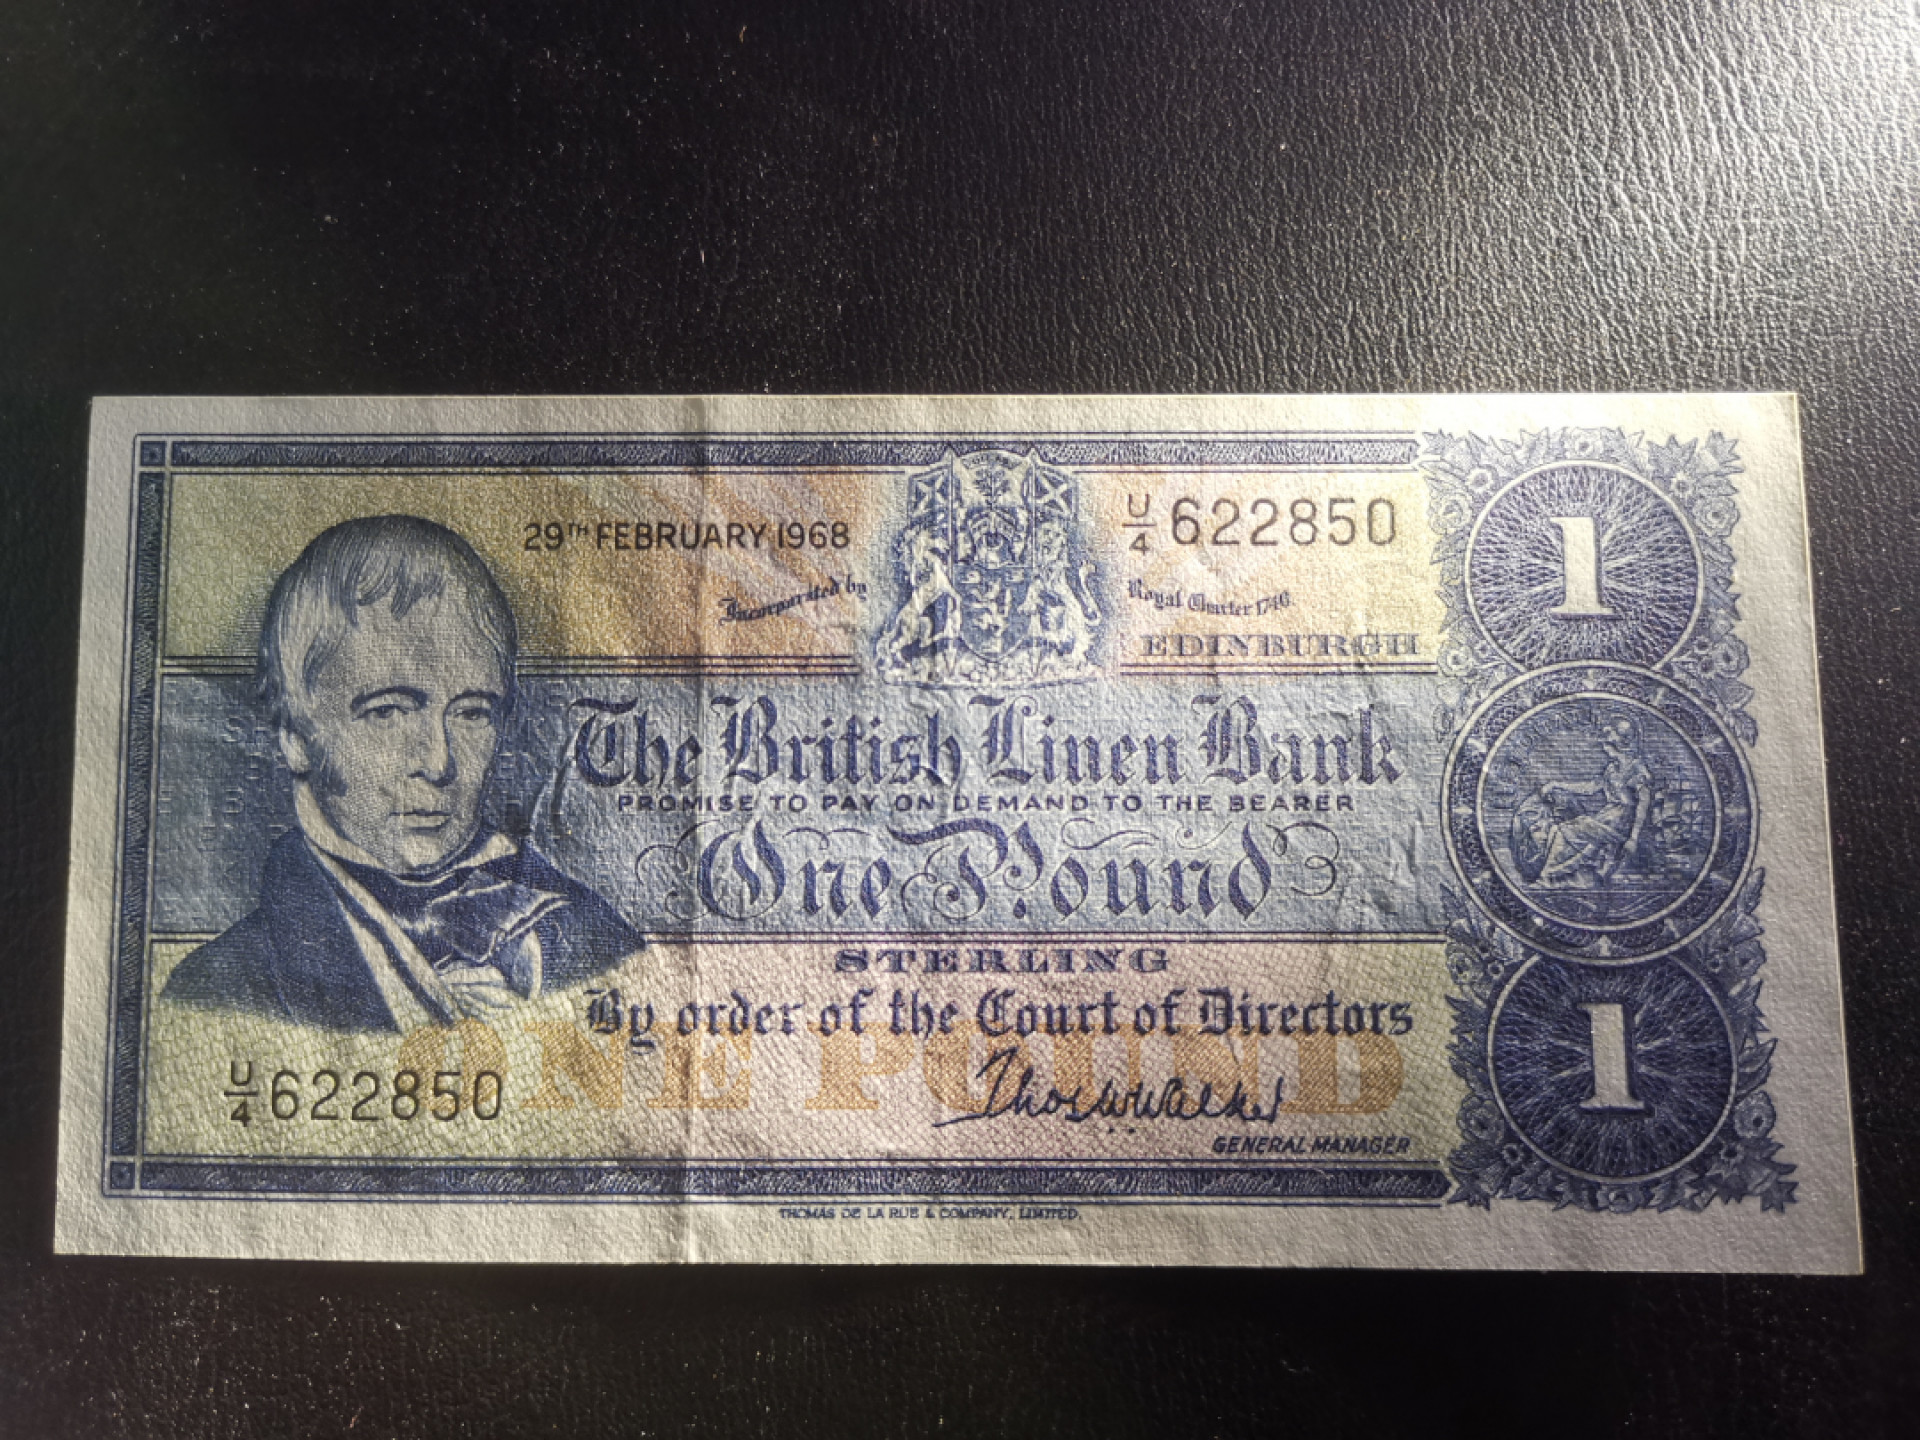 29TH FEBRUARY 1968
U/4 622850
Incorporated by Royal Charter 1746.
EDINBURGH
1
The British Linen Bank
PROMISE TO PAY ON DEMAND TO THE BEARER
One Pound
STERLING
By order of the Court of Directors
ONE POUND
U/4 622850
Thos W Walker
GENERAL MANAGER
1
THOMAS DE LA RUE & COMPANY, LIMITED.